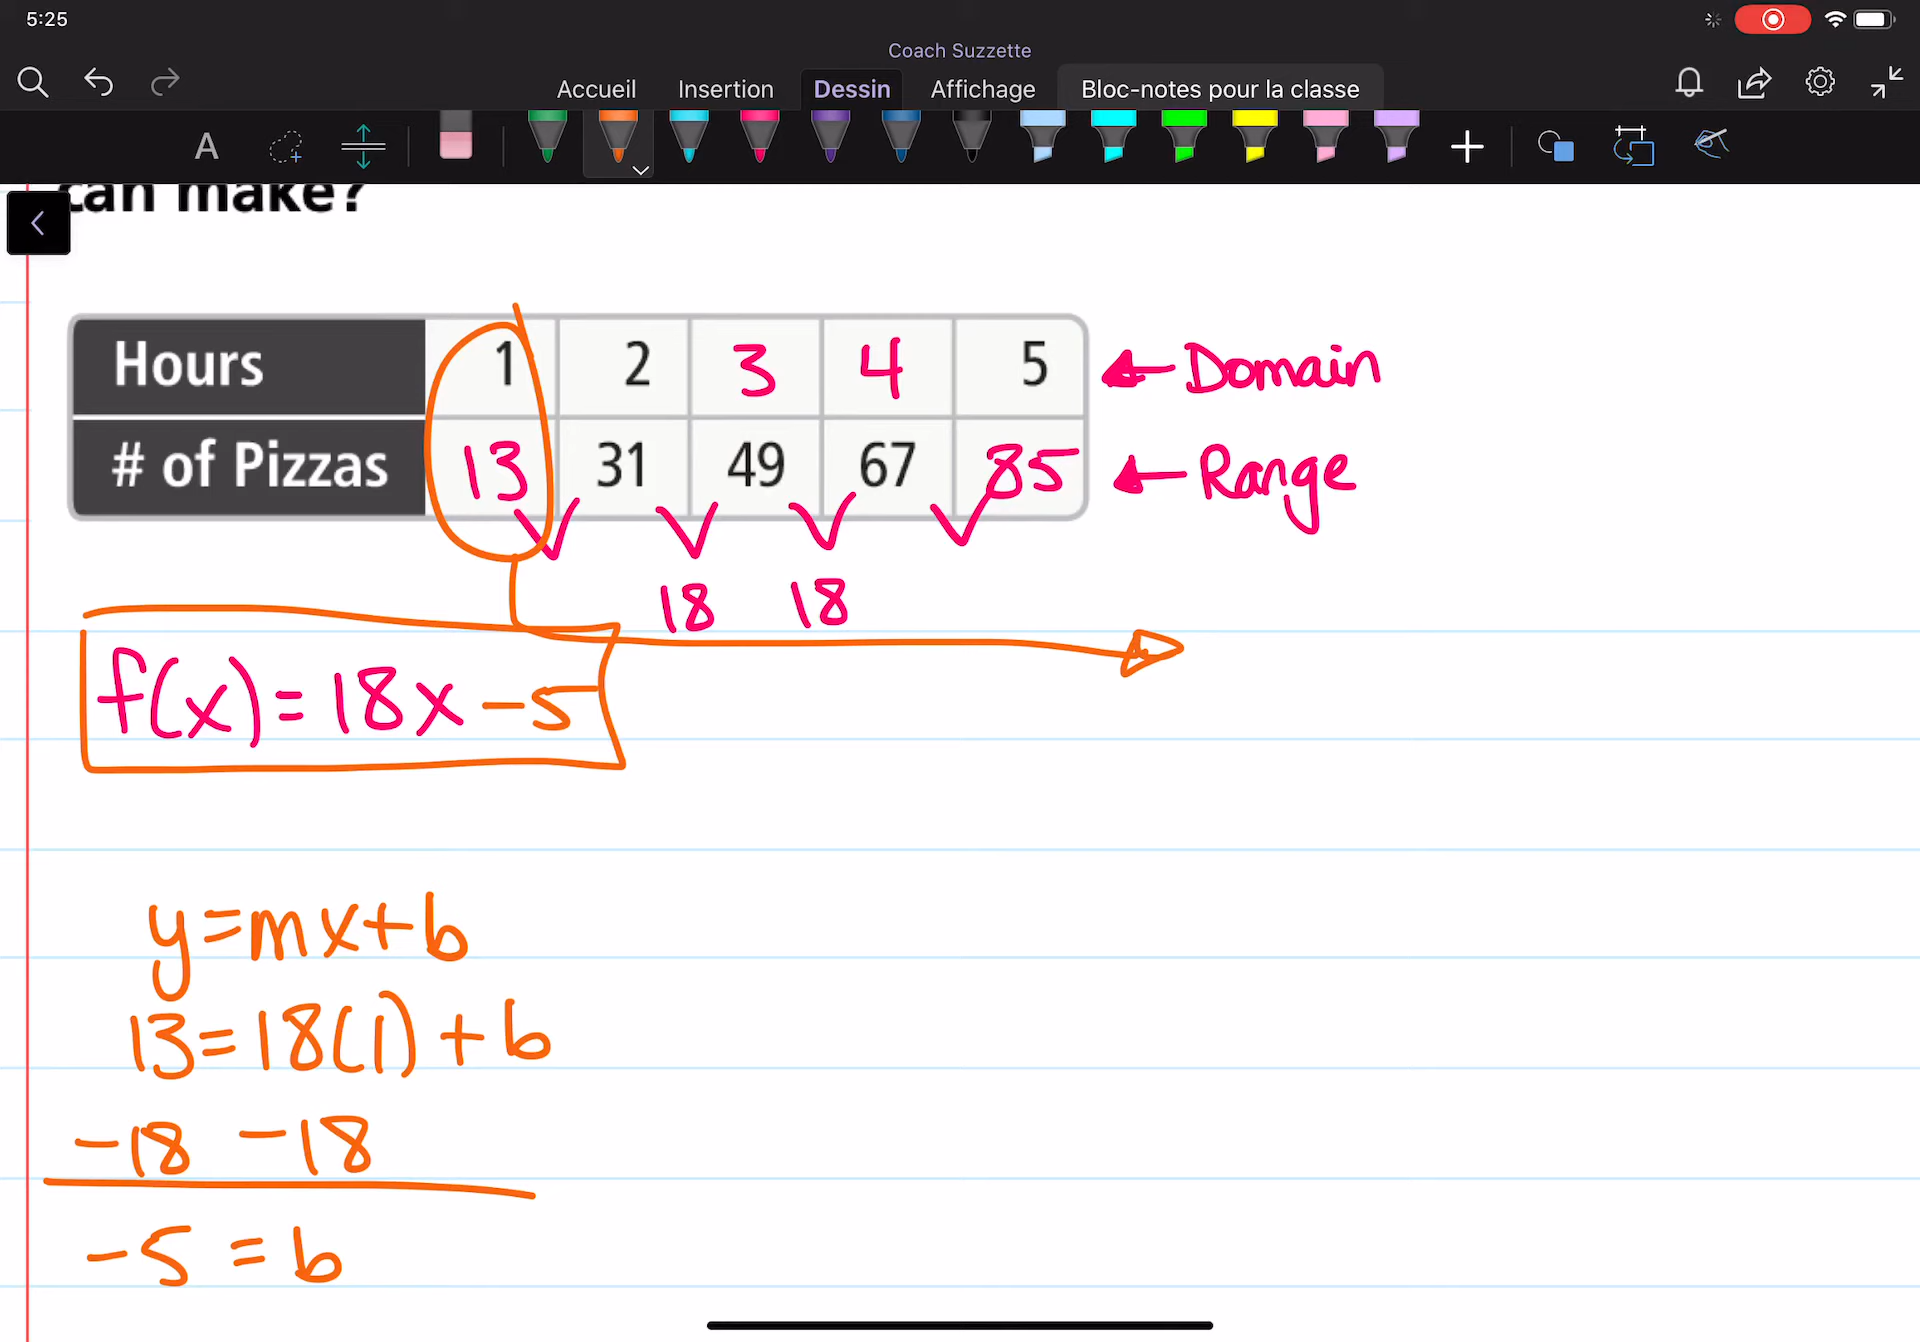 5:25
Coach Suzzette
Accueil Insertion Dessin Affichage Bloc-notes pour la classe
A
can make?
Hours 1 2 3 4 5 ← Domain
# of Pizzas 13 31 49 67 85 ← Range
18 18
f(x)=18x-5
y=mx+b
13=18(1)+b
-18 -18
-5=b